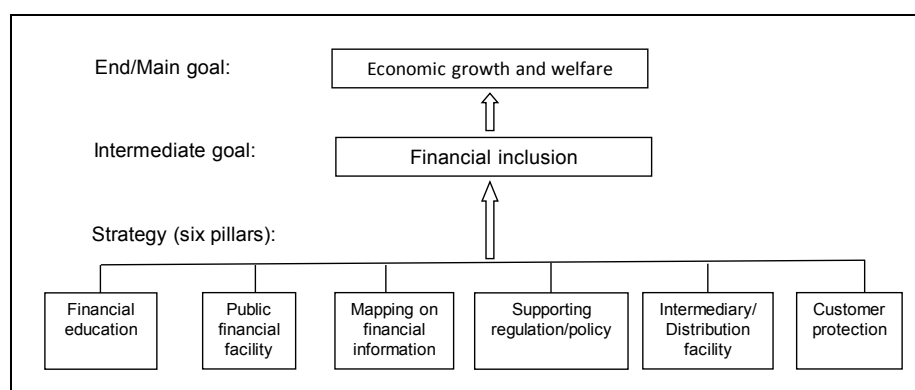 End/Main goal:
Economic growth and welfare
Intermediate goal:
Financial inclusion
Strategy (six pillars):
Financial
education
Public
financial
facility
Mapping on
financial
information
Supporting
regulation/policy
Intermediary/
Distribution
facility
Customer
protection